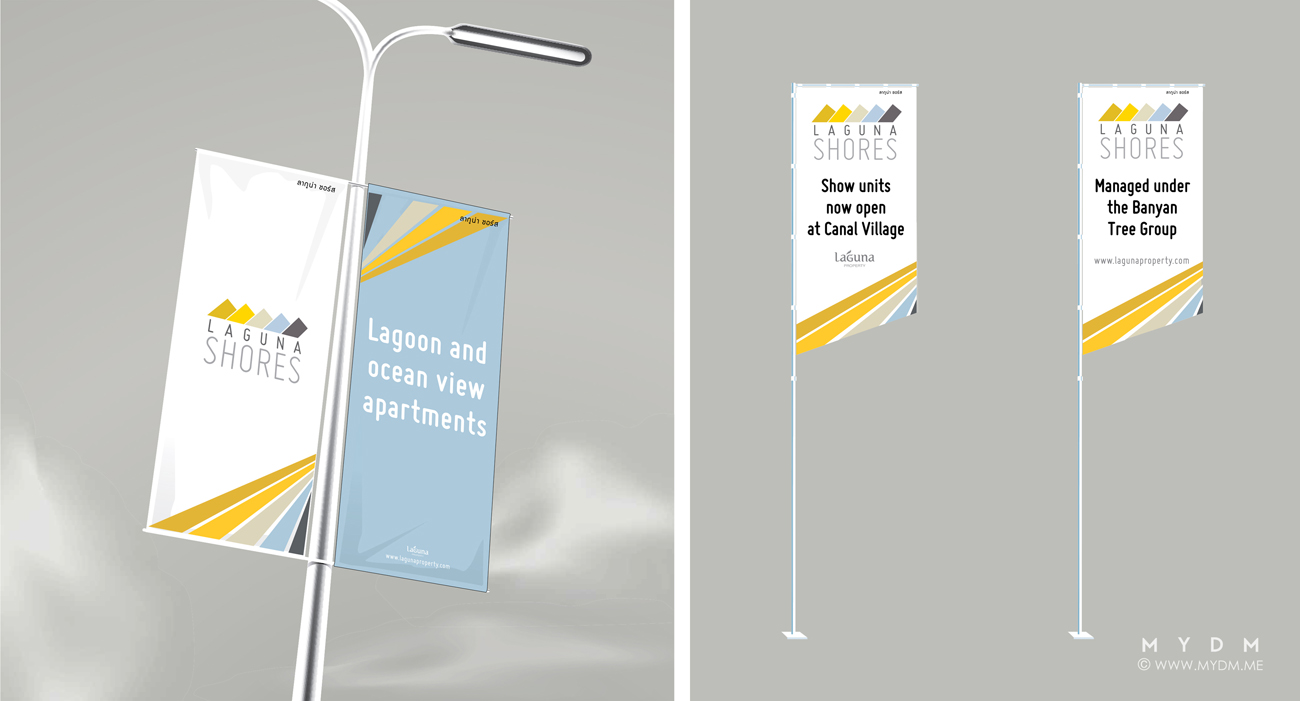 ลากูน่า ชอร์ส
LAGUNA
SHORES
ลากูน่า ชอร์ส
Lagoon and
ocean view
apartments
Laguna
www.lagunaproperty.com
ลากูน่า ชอร์ส
LAGUNA
SHORES
Show units
now open
at Canal Village
Laguna
PROPERTY
ลากูน่า ชอร์ส
LAGUNA
SHORES
Managed under
the Banyan
Tree Group
www.lagunaproperty.com
MYDM
© WWW.MYDM.ME